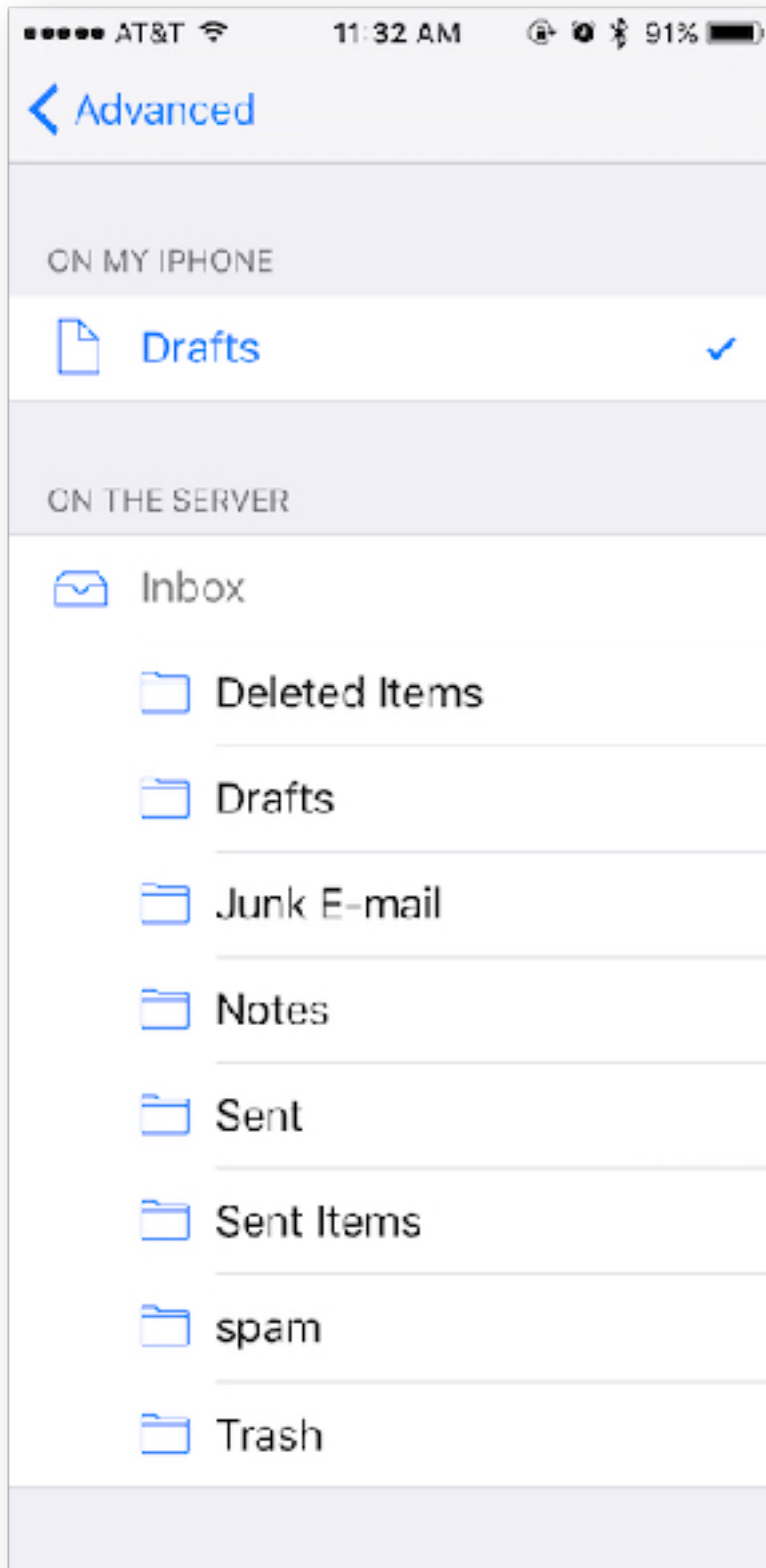 AT&T 11:32 AM 91%
Advanced
ON MY IPHONE
Drafts
ON THE SERVER
Inbox
Deleted Items
Drafts
Junk E-mail
Notes
Sent
Sent Items
spam
Trash